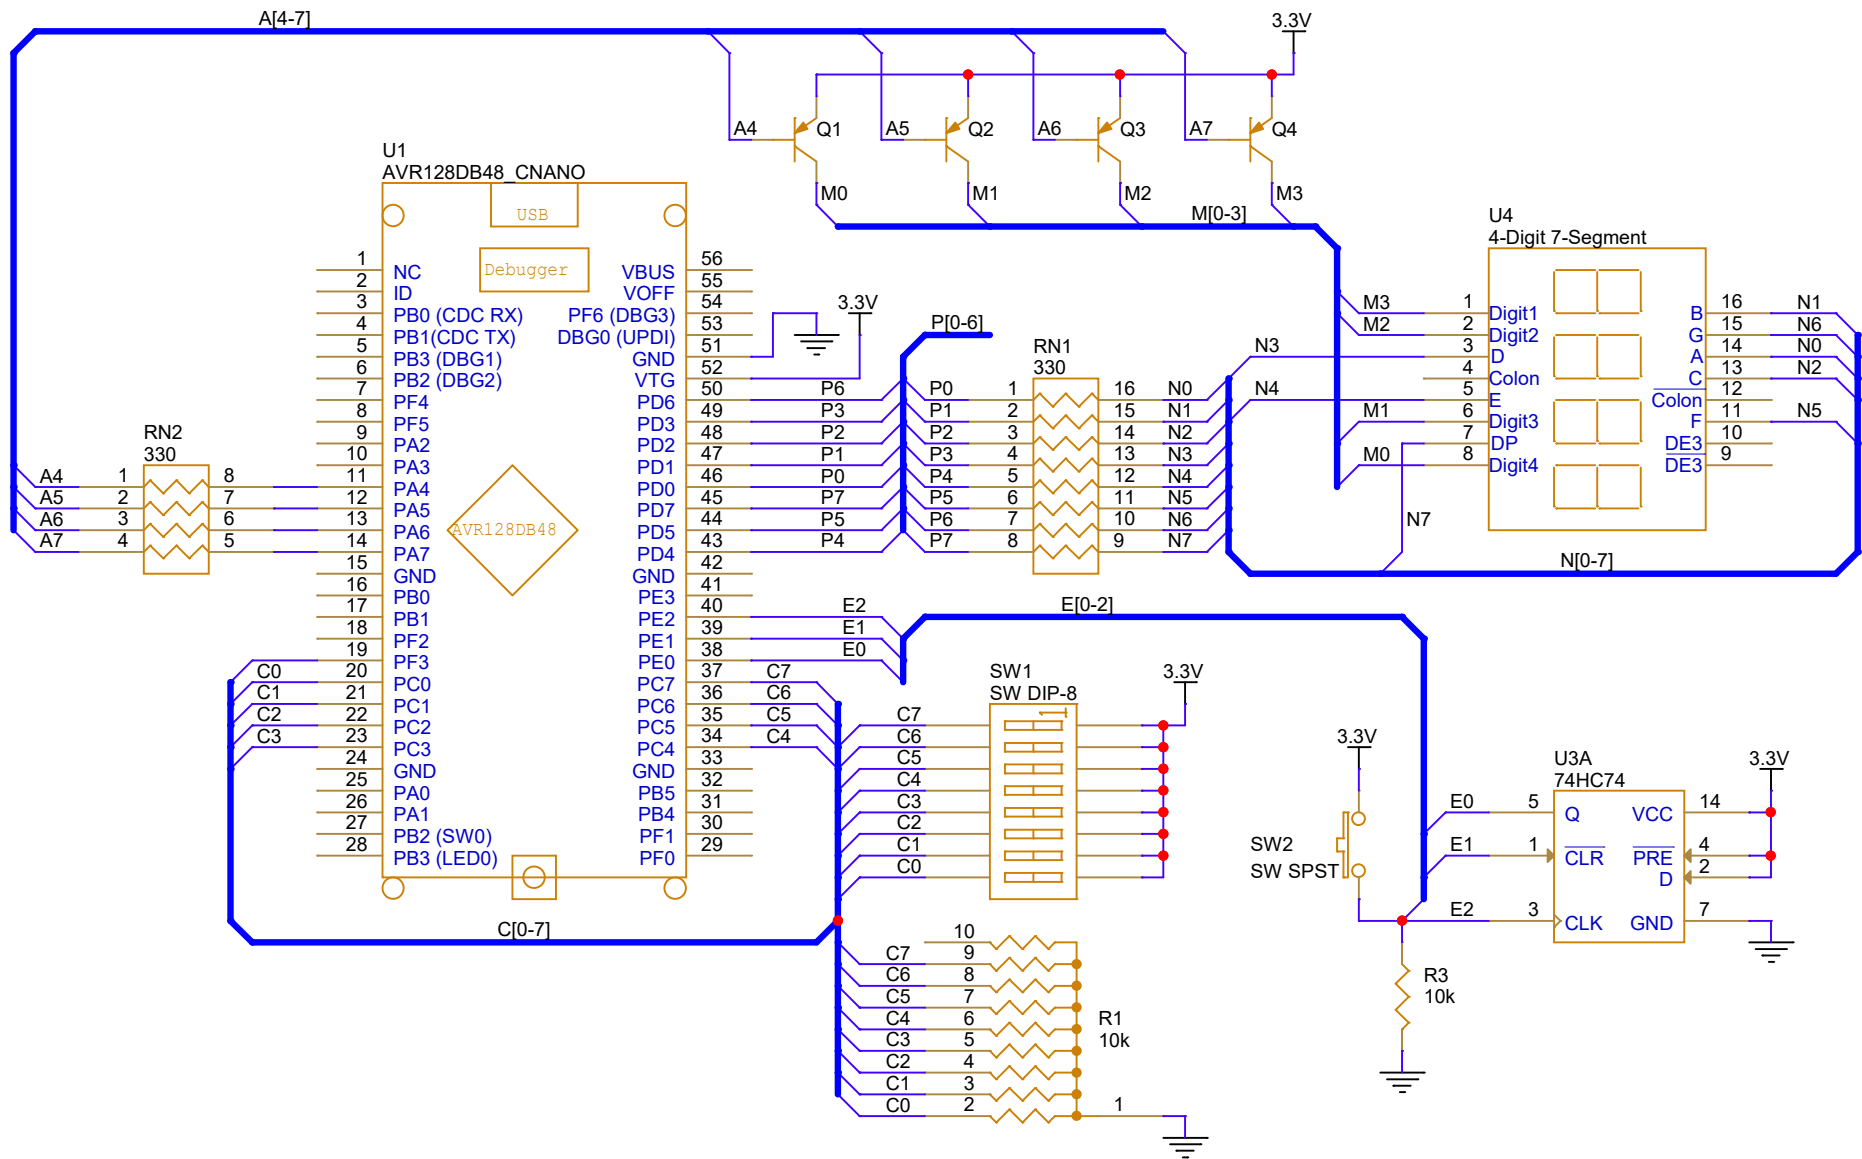 A[4-7]
3.3V
A4
Q1
A5
Q2
A6
Q3
A7
Q4
M0
M1
M2
M3
M[0-3]
U1
AVR128DB48_CNANO
USB
Debugger
AVR128DB48
1 NC
2 ID
3 PB0 (CDC RX)
4 PB1(CDC TX)
5 PB3 (DBG1)
6 PB2 (DBG2)
7 PF4
8 PF5
9 PA2
10 PA3
11 PA4
12 PA5
13 PA6
14 PA7
15 GND
16 PB0
17 PB1
18 PF2
19 PF3
20 PC0
21 PC1
22 PC2
23 PC3
24 GND
25 PA0
26 PA1
27 PB2 (SW0)
28 PB3 (LED0)
VBUS 56
VOFF 55
PF6 (DBG3) 54
DBG0 (UPDI) 53
GND 51
VTG 52
PD6 50
PD3 49
PD2 48
PD1 47
PD0 46
PD7 45
PD5 44
PD4 43
GND 42
PE3 41
PE2 40
PE1 39
PE0 38
PC7 37
PC6 36
PC5 35
PC4 34
GND 33
PB5 32
PB4 31
PF1 30
PF0 29
RN2
330
A4 1 8
A5 2 7
A6 3 6
A7 4 5
C0
C1
C2
C3
C[0-7]
3.3V
P[0-6]
P6
P3
P2
P1
P0
P7
P5
P4
RN1
330
P0 1 16 N0
P1 2 15 N1
P2 3 14 N2
P3 4 13 N3
P4 5 12 N4
P5 6 11 N5
P6 7 10 N6
P7 8 9 N7
U4
4-Digit 7-Segment
M3 1 Digit1
M2 2 Digit2
N3 3 D
4 Colon
N4 5 E
M1 6 Digit3
7 DP
M0 8 Digit4
N7
B 16 N1
G 15 N6
A 14 N0
C 13 N2
Colon 12
F 11 N5
DE3 10
DE3 9
N[0-7]
E2
E1
E0
E[0-2]
C7
C6
C5
C4
SW1
SW DIP-8
3.3V
1
C7
C6
C5
C4
C3
C2
C1
C0
10
C7 9
C6 8
C5 7
C4 6
C3 5
C2 4
C1 3
C0 2
1
R1
10k
3.3V
SW2
SW SPST
R3
10k
U3A
74HC74
3.3V
E0 5 Q
E1 1 CLR
E2 3 CLK
VCC 14
PRE 4
D 2
GND 7